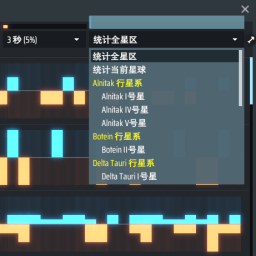 3 秒 (5%)
统计全星区
统计全星区
统计当前星球
Alnitak 行星系
Alnitak I号星
Alnitak IV号星
Alnitak V号星
Botein 行星系
Botein II号星
Delta Tauri 行星系
Delta Tauri I号星